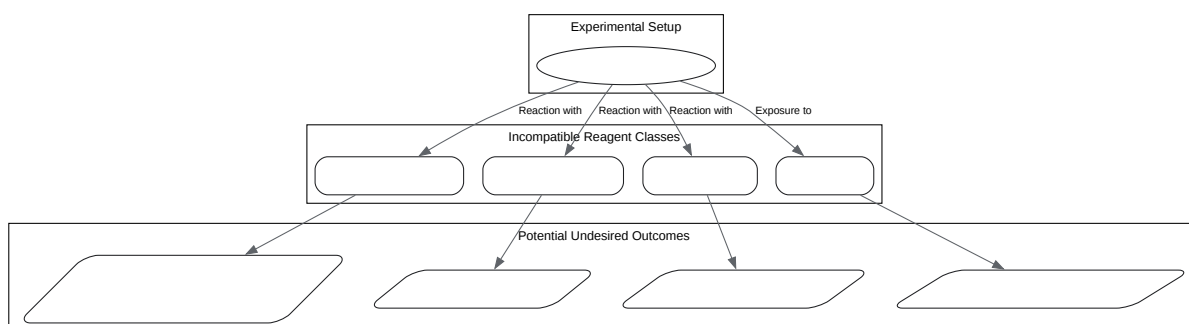 Experimental Setup
Reaction with
Reaction with
Reaction with
Exposure to
Incompatible Reagent Classes
Potential Undesired Outcomes